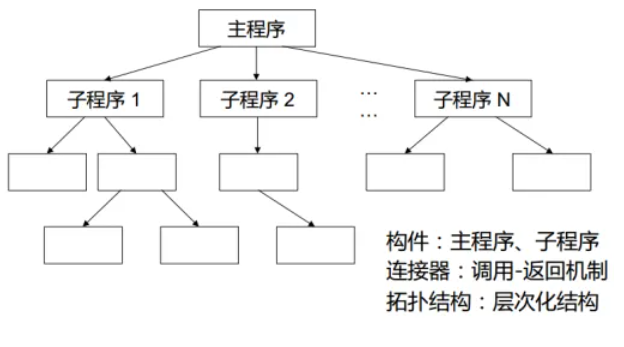 主程序
子程序 1
子程序 2
...
...
子程序 N
构件：主程序、子程序
连接器：调用-返回机制
拓扑结构：层次化结构